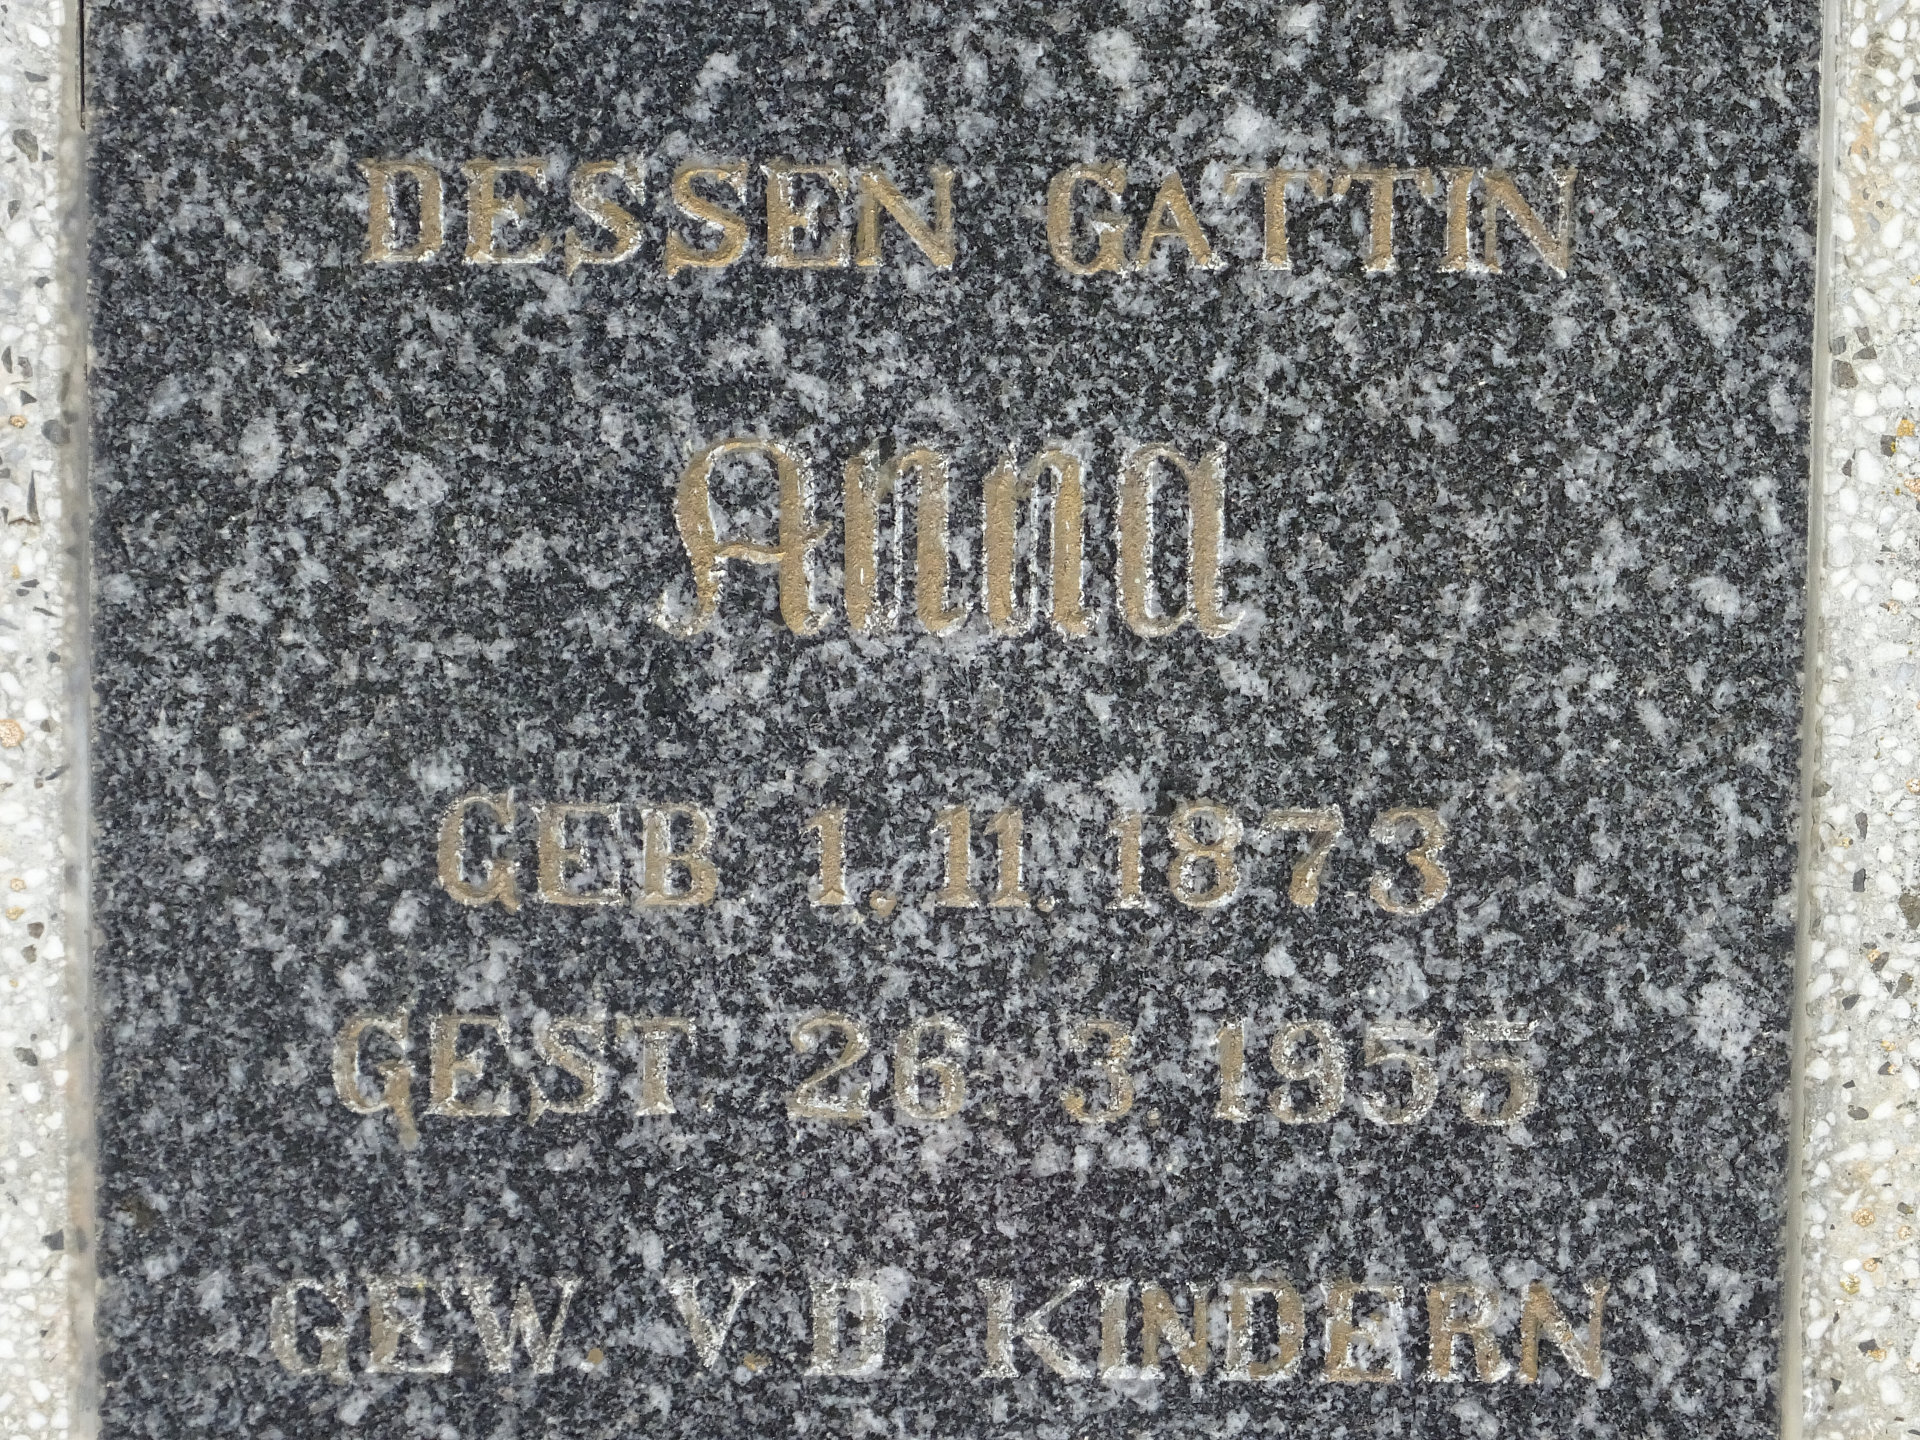 DESSEN GATTIN
Anna
GEB 1. 11. 1873
GEST. 26. 3. 1955
GEW. V. D KINDERN